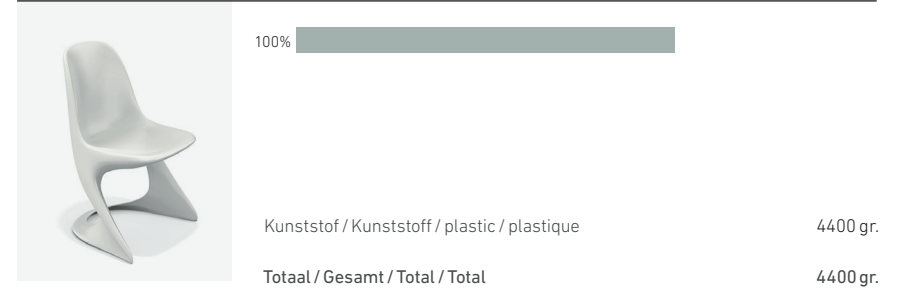 100%
Kunststof / Kunststoff / plastic / plastique 4400 gr.
Totaal / Gesamt / Total / Total 4400 gr.